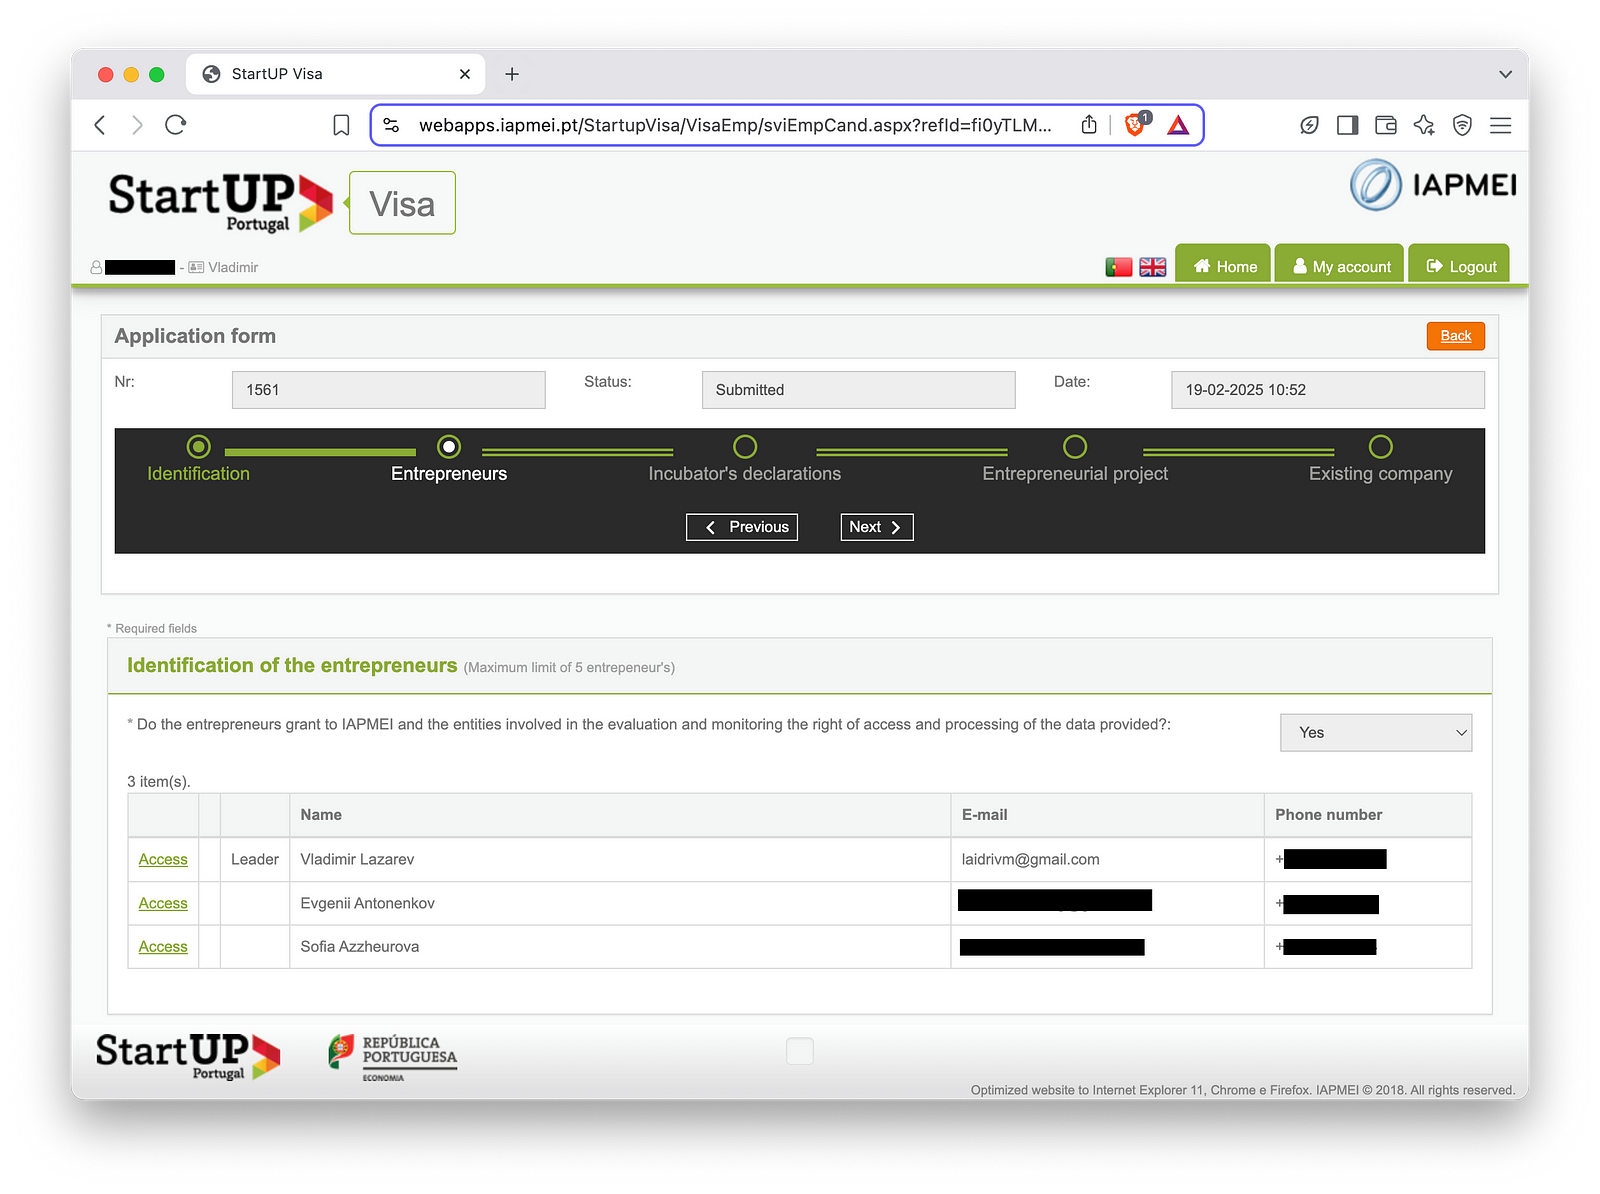 StartUP Visa
webapps.iapmei.pt/StartupVisa/VisaEmp/sviEmpCand.aspx?refId=fi0yTLM...
1
StartUP
Portugal
Visa
IAPMEI
- Vladimir
Home
My account
Logout
Application form
Back
Nr:
1561
Status:
Submitted
Date:
19-02-2025 10:52
Identification
Entrepreneurs
Incubator's declarations
Entrepreneurial project
Existing company
Previous
Next
* Required fields
Identification of the entrepreneurs (Maximum limit of 5 entrepeneur's)
* Do the entrepreneurs grant to IAPMEI and the entities involved in the evaluation and monitoring the right of access and processing of the data provided?:
Yes
3 item(s).
Name E-mail Phone number
Access Leader Vladimir Lazarev laidrivm@gmail.com +
Access Evgenii Antonenkov +
Access Sofia Azzheurova +
StartUP
Portugal
REPÚBLICA
PORTUGUESA
ECONOMIA
Optimized website to Internet Explorer 11, Chrome e Firefox. IAPMEI © 2018. All rights reserved.